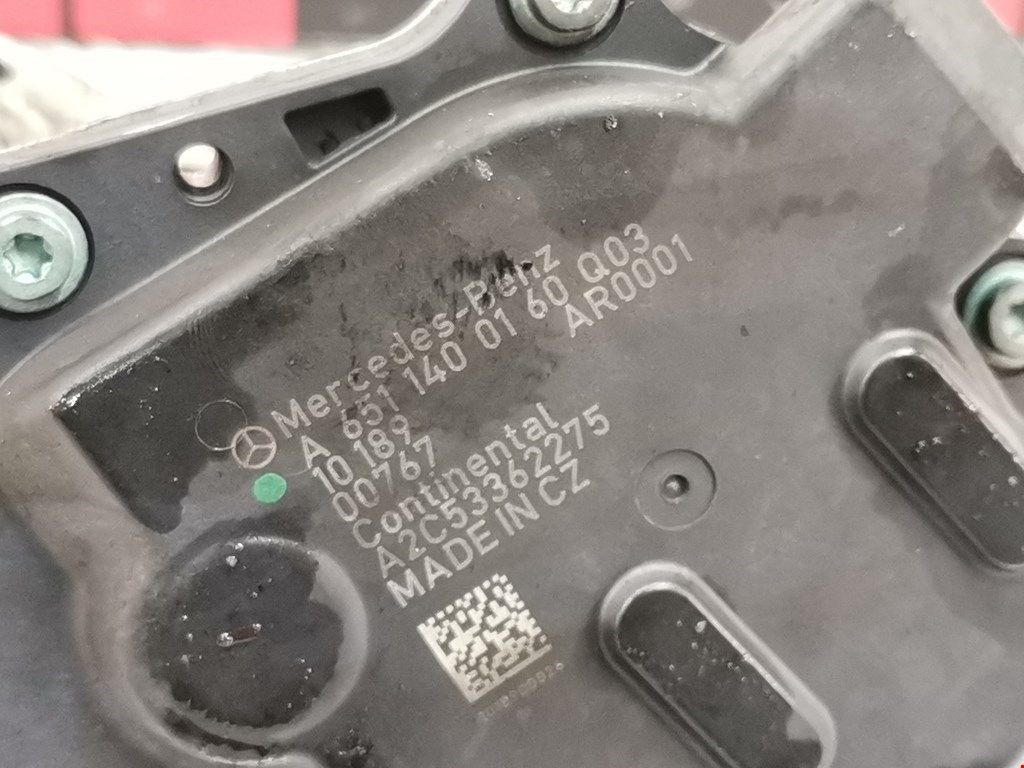 Mercedes-Benz
A 651 140 01 60 Q03
AR0001
10 189
00767
Continental
A2C53362275
MADE IN CZ